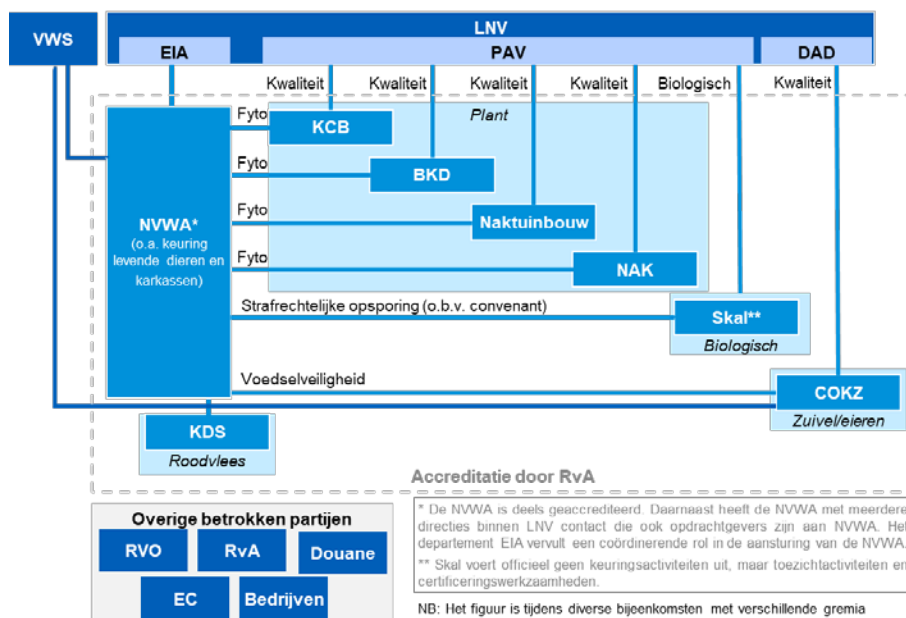 VWS
LNV
EIA
PAV
DAD
Kwaliteit
Kwaliteit
Kwaliteit
Kwaliteit
Biologisch
Kwaliteit
Fyto
KCB
Plant
Fyto
BKD
Fyto
Naktuinbouw
Fyto
NAK
NVWA*
(o.a. keuring
levende dieren en
karkassen)
Strafrechtelijke opsporing (o.b.v. convenant)
Skal**
Biologisch
Voedselveiligheid
COKZ
Zuivel/eieren
KDS
Roodvlees
Accreditatie door RvA
Overige betrokken partijen
RVO
RvA
Douane
EC
Bedrijven
* De NVWA is deels geaccrediteerd. Daarnaast heeft de NVWA met meerdere
directies binnen LNV contact die ook opdrachtgevers zijn aan NVWA. Het
departement EIA vervult een coördinerende rol in de aansturing van de NVWA.
** Skal voert officieel geen keuringsactiviteiten uit, maar toezichtactiviteiten en
certificeringswerkzaamheden.
NB: Het figuur is tijdens diverse bijeenkomsten met verschillende gremia